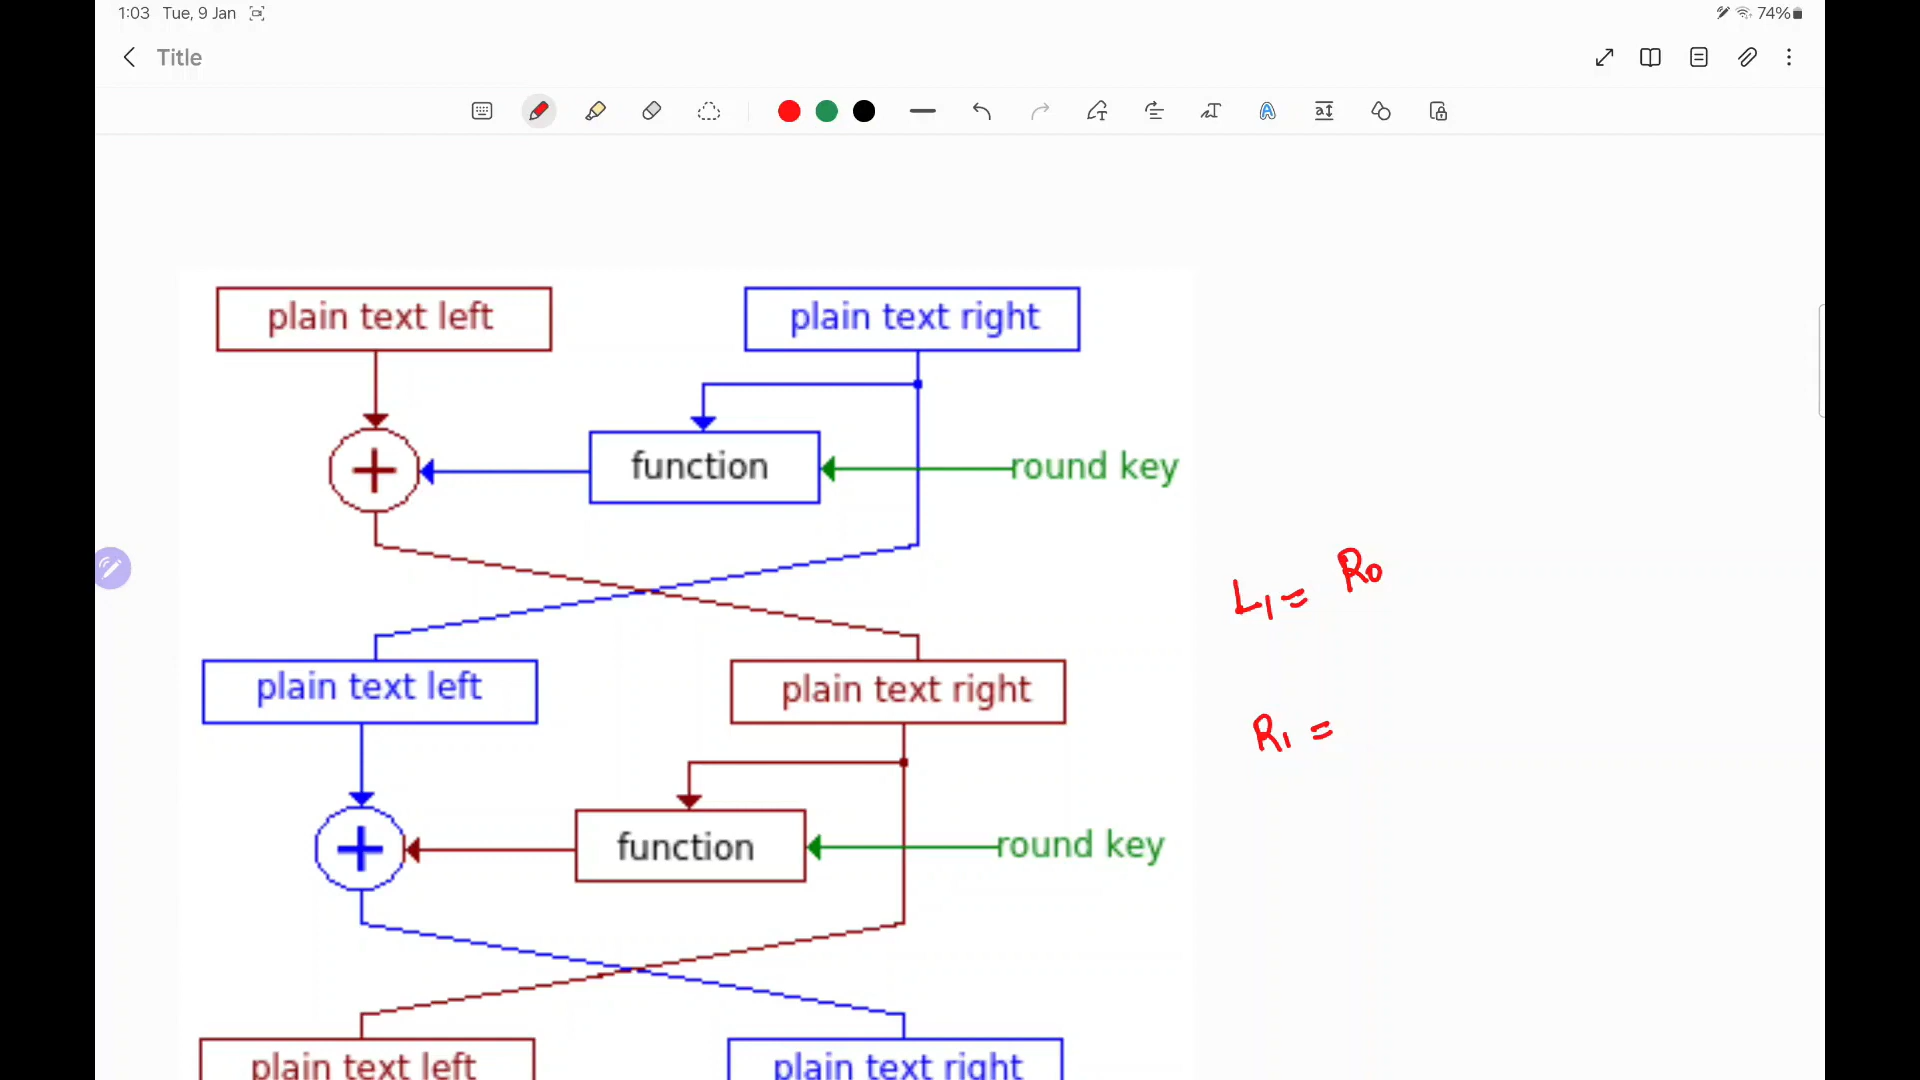 1:03 Tue, 9 Jan 74%
Title
plain text left plain text right
function round key
L1 = R0
plain text left plain text right
R1 =
function round key
plain text left plain text right